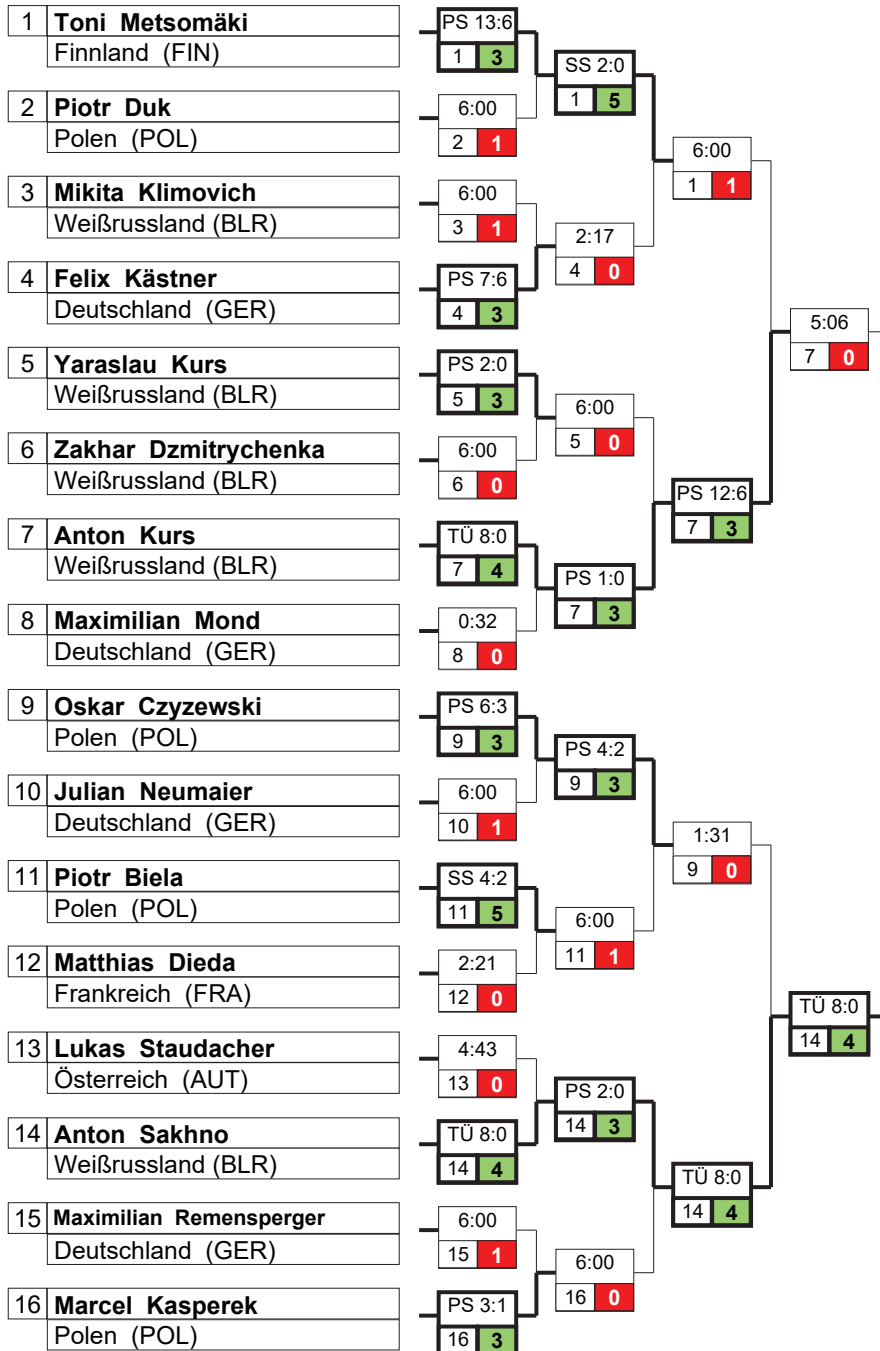 1 Toni Metsomäki
Finnland (FIN)
2 Piotr Duk
Polen (POL)
3 Mikita Klimovich
Weißrussland (BLR)
4 Felix Kästner
Deutschland (GER)
5 Yaraslau Kurs
Weißrussland (BLR)
6 Zakhar Dzmitrychenka
Weißrussland (BLR)
7 Anton Kurs
Weißrussland (BLR)
8 Maximilian Mond
Deutschland (GER)
9 Oskar Czyzewski
Polen (POL)
10 Julian Neumaier
Deutschland (GER)
11 Piotr Biela
Polen (POL)
12 Matthias Dieda
Frankreich (FRA)
13 Lukas Staudacher
Österreich (AUT)
14 Anton Sakhno
Weißrussland (BLR)
15 Maximilian Remensperger
Deutschland (GER)
16 Marcel Kasperek
Polen (POL)
PS 13:6
1 3
6:00
2 1
6:00
3 1
PS 7:6
4 3
PS 2:0
5 3
6:00
6 0
TÜ 8:0
7 4
0:32
8 0
PS 6:3
9 3
6:00
10 1
SS 4:2
11 5
2:21
12 0
4:43
13 0
TÜ 8:0
14 4
6:00
15 1
PS 3:1
16 3
SS 2:0
1 5
2:17
4 0
6:00
5 0
PS 1:0
7 3
PS 4:2
9 3
6:00
11 1
PS 2:0
14 3
6:00
16 0
6:00
1 1
PS 12:6
7 3
1:31
9 0
TÜ 8:0
14 4
5:06
7 0
TÜ 8:0
14 4